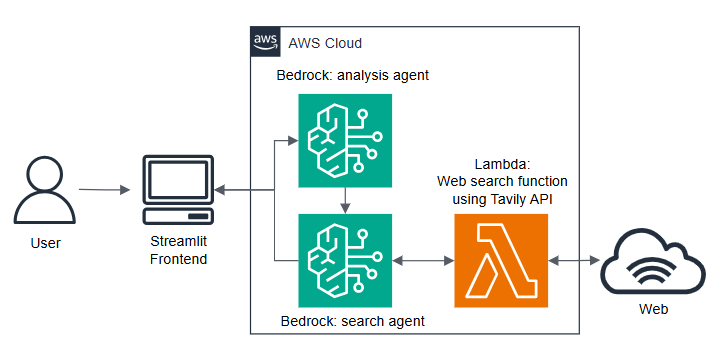 aws
AWS Cloud
Bedrock: analysis agent
Lambda:
Web search function
using Tavily API
User
Streamlit
Frontend
Bedrock: search agent
Web